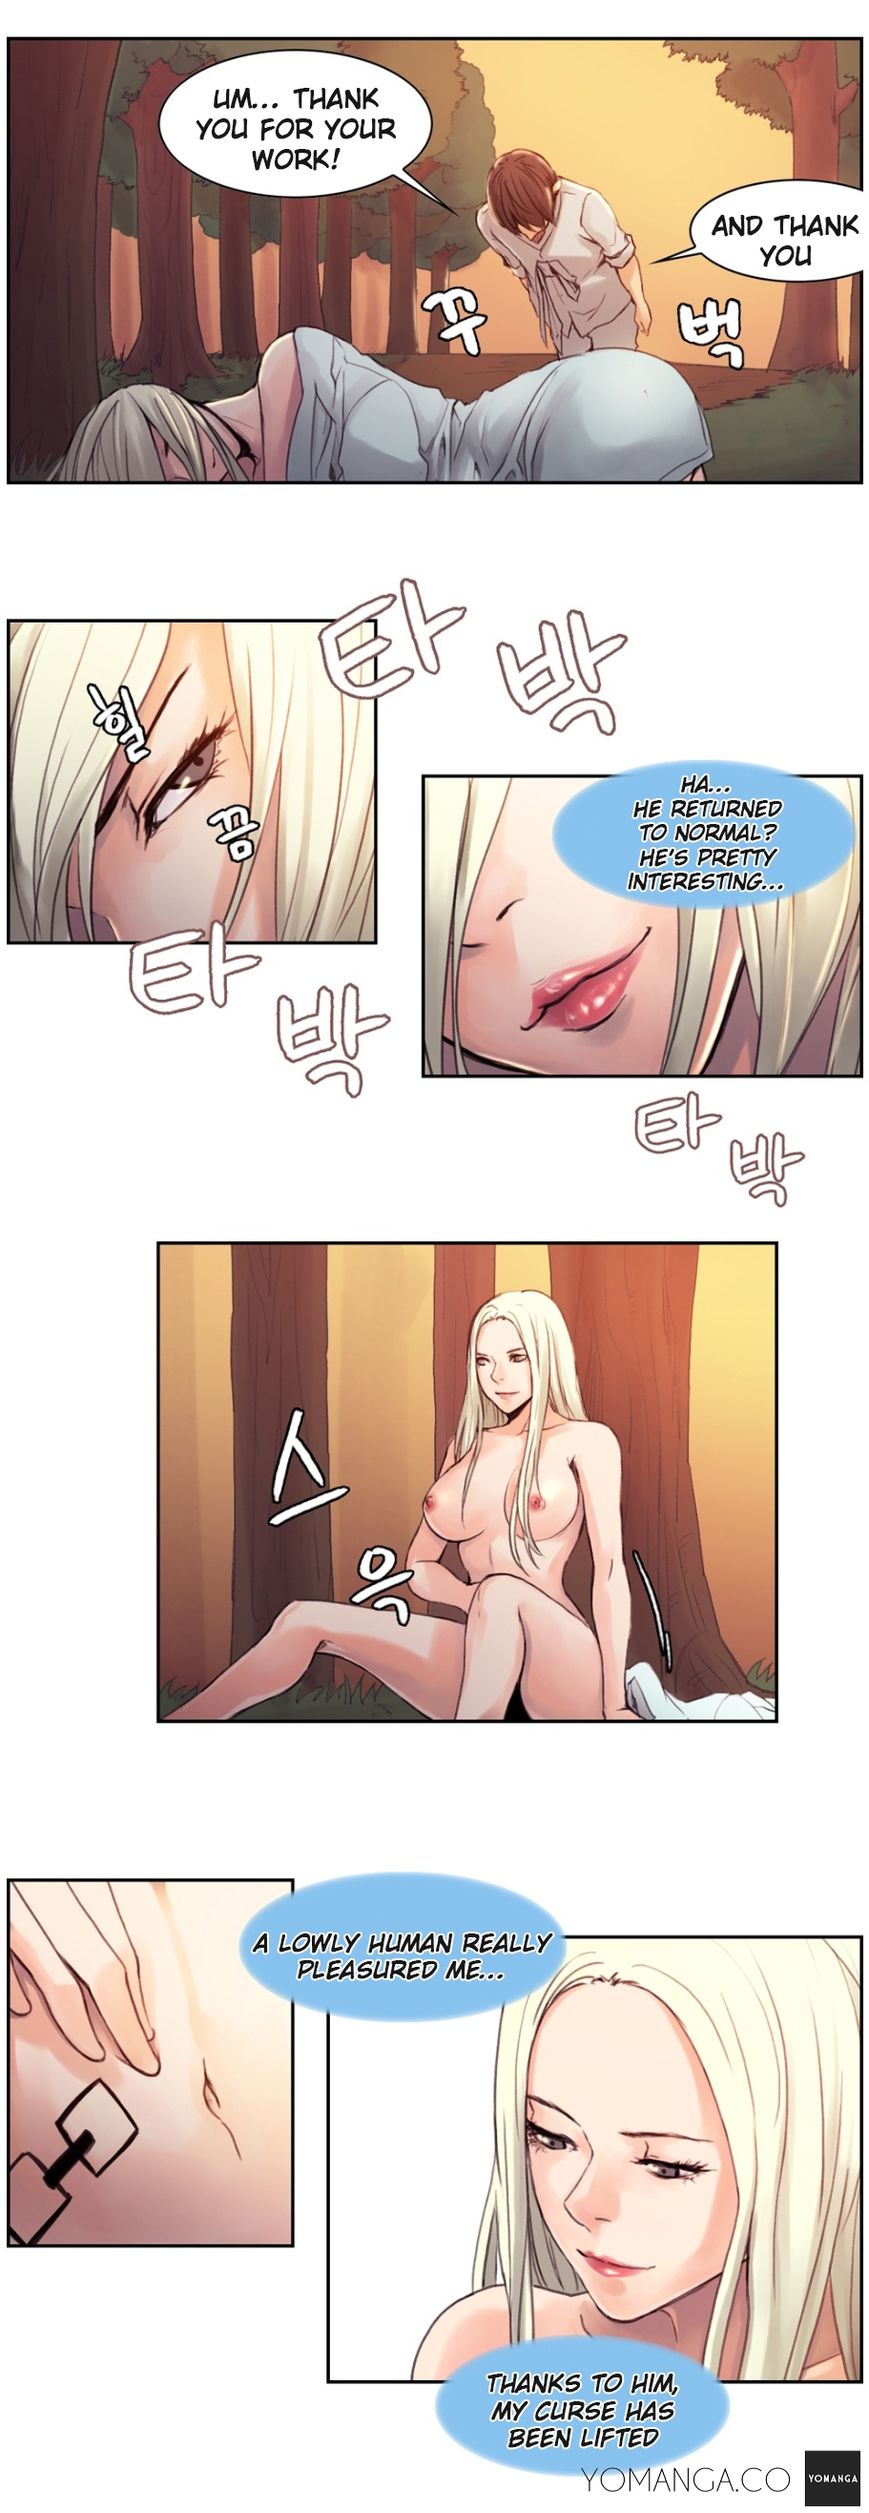 UM... THANK
YOU FOR YOUR
WORK!
AND THANK
YOU
꾸
벅
타
박
힐
끔
HA...
HE RETURNED
TO NORMAL?
HE'S PRETTY
INTERESTING...
타
박
타
박
스
윽
A LOWLY HUMAN REALLY
PLEASURED ME...
THANKS TO HIM,
MY CURSE HAS
BEEN LIFTED
YOMANGA.CO
YOMANGA